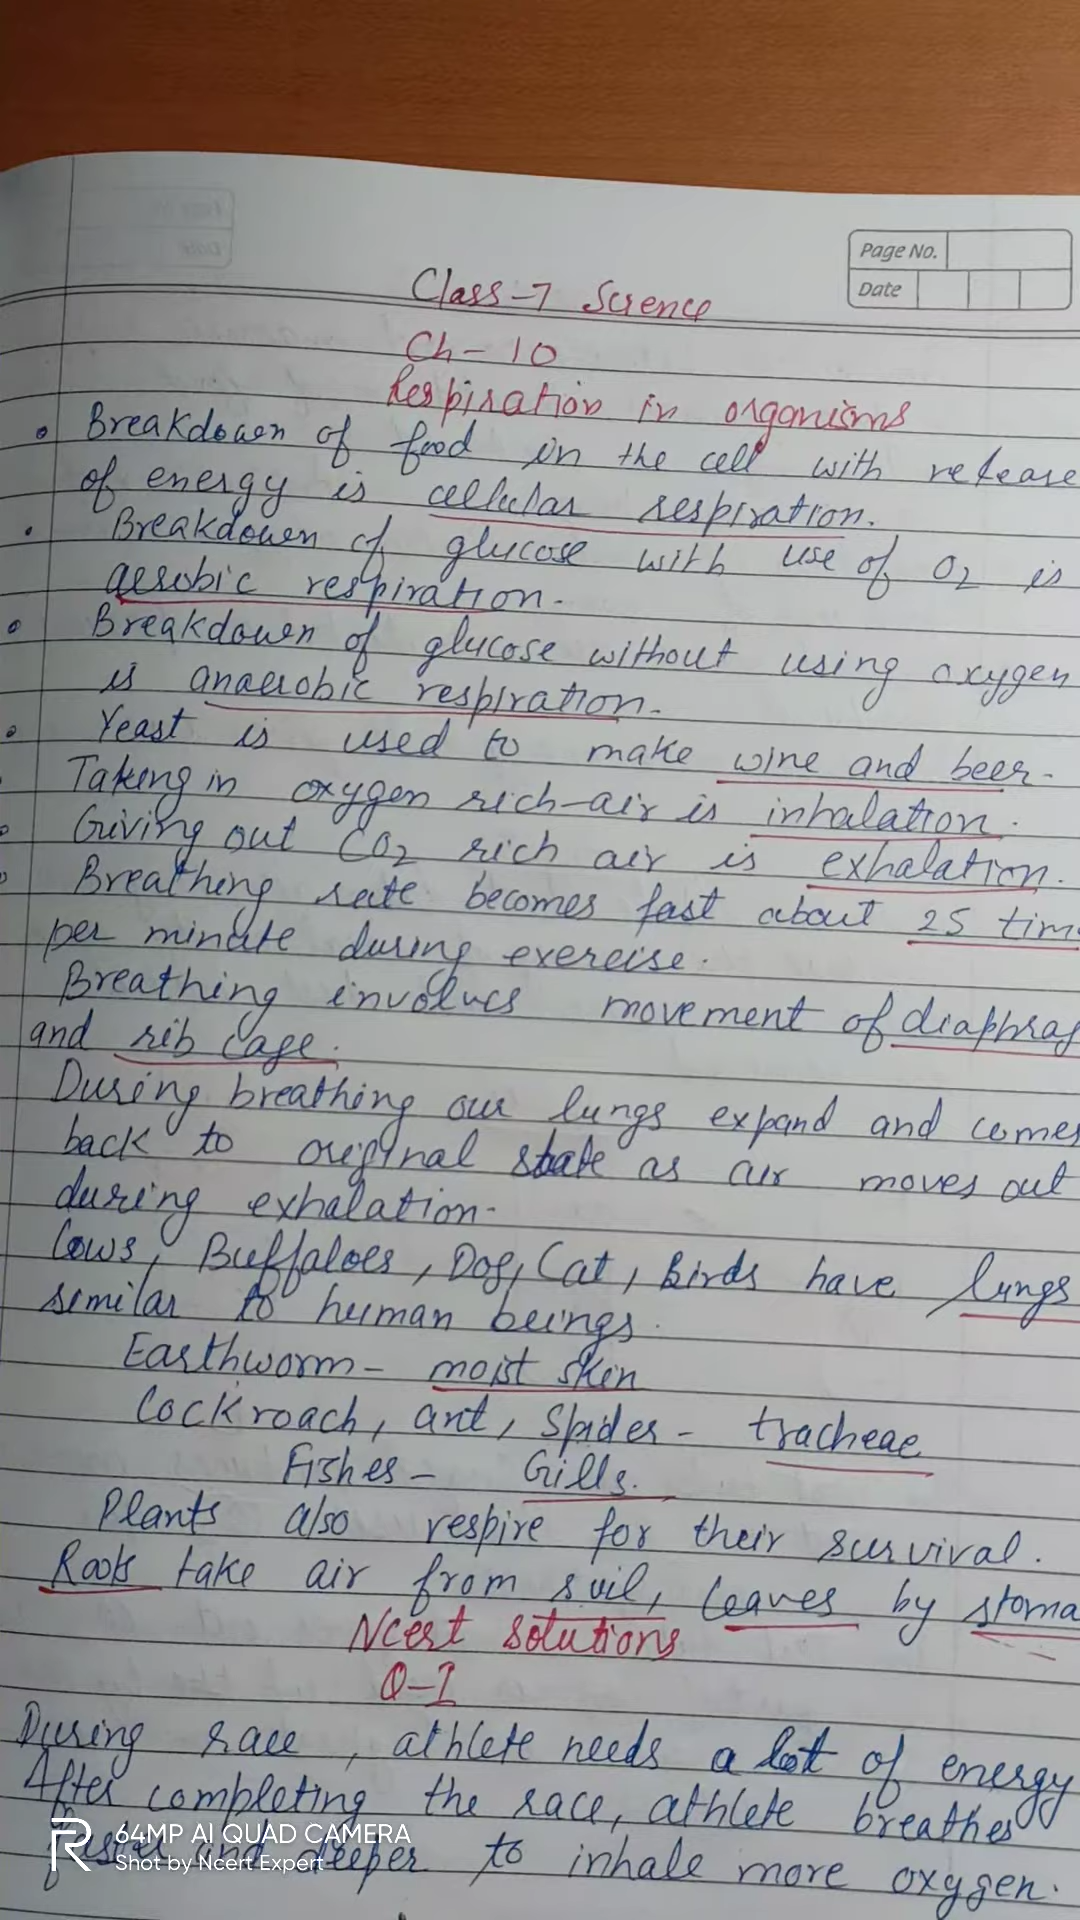 Page No.
Date
Class-7 Science
Ch-10
Respiration in organisms
Breakdown of food in the cell with release
of energy is cellular respiration.
Breakdown of glucose with use of O2 is
aerobic respiration.
Breakdown of glucose without using oxygen
is anaerobic respiration.
Yeast is used to make wine and beer.
Taking in oxygen rich-air is inhalation.
Giving out CO2 rich air is exhalation.
Breathing rate becomes fast about 25 tim
per minute during exercise.
Breathing involves movement of diaphrag
and rib cage.
During breathing our lungs expand and comes
back to original state as air moves out
during exhalation.
Cows, Buffaloes, Dog, Cat, Birds have lungs
similar to human beings.
Earthworm - moist skin
Cockroach, ant, Spider - tracheae
Fishes - Gills.
Plants also respire for their survival.
Roots take air from soil, leaves by stoma
Ncert solutions
Q-1
During race, athlete needs a lot of energy
After completing the race, athlete breathes
faster and deeper to inhale more oxygen.
64MP AI QUAD CAMERA
Shot by Ncert Expert